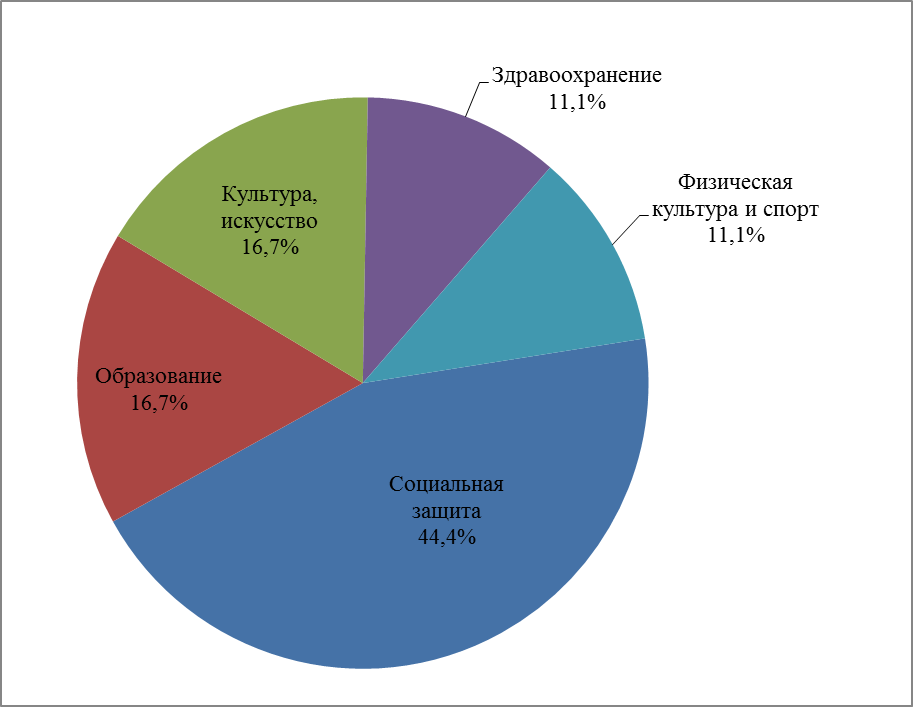 Здравоохранение
11,1%
Физическая
культура и спорт
11,1%
Культура,
искусство
16,7%
Образование
16,7%
Социальная
защита
44,4%